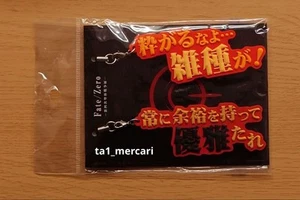 粋がるなよ…
雑種が！
常に余裕を持って
優雅たれ
Fate/Zero
ta1_mercari